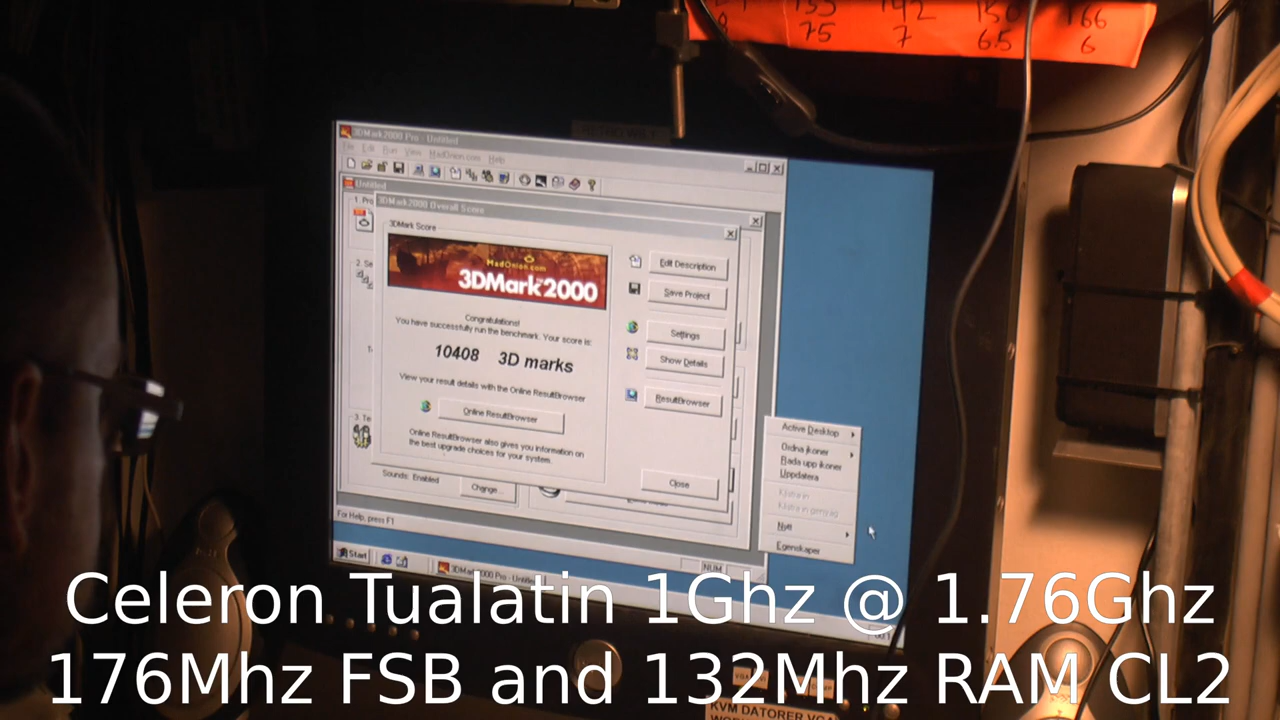 133 142 150 166
75 7 6.5 6
3DMark2000 Pro - Untitled
File Edit Run View MadOnion.com Help
Untitled
3DMark2000 Overall Score
3DMark Score
MadOnion.com
3DMark2000
Congratulations!
You have successfully run the benchmark. Your score is:
10408 3D marks
View your result details with the Online ResultBrowser
Online ResultBrowser
Online ResultBrowser also gives you information on
the best upgrade choices for your system.
Edit Description
Save Project
Settings
Show Details
ResultBrowser
Close
Sounds: Enabled
Change...
For Help, press F1
NUM
Active Desktop
Ordna ikoner
Rada upp ikoner
Uppdatera
Klistra in
Klistra in genväg
Nytt
Egenskaper
Start
3DMark2000 Pro - Untitled
Celeron Tualatin 1Ghz @ 1.76Ghz
176Mhz FSB and 132Mhz RAM CL2
KVM DATORER VGA